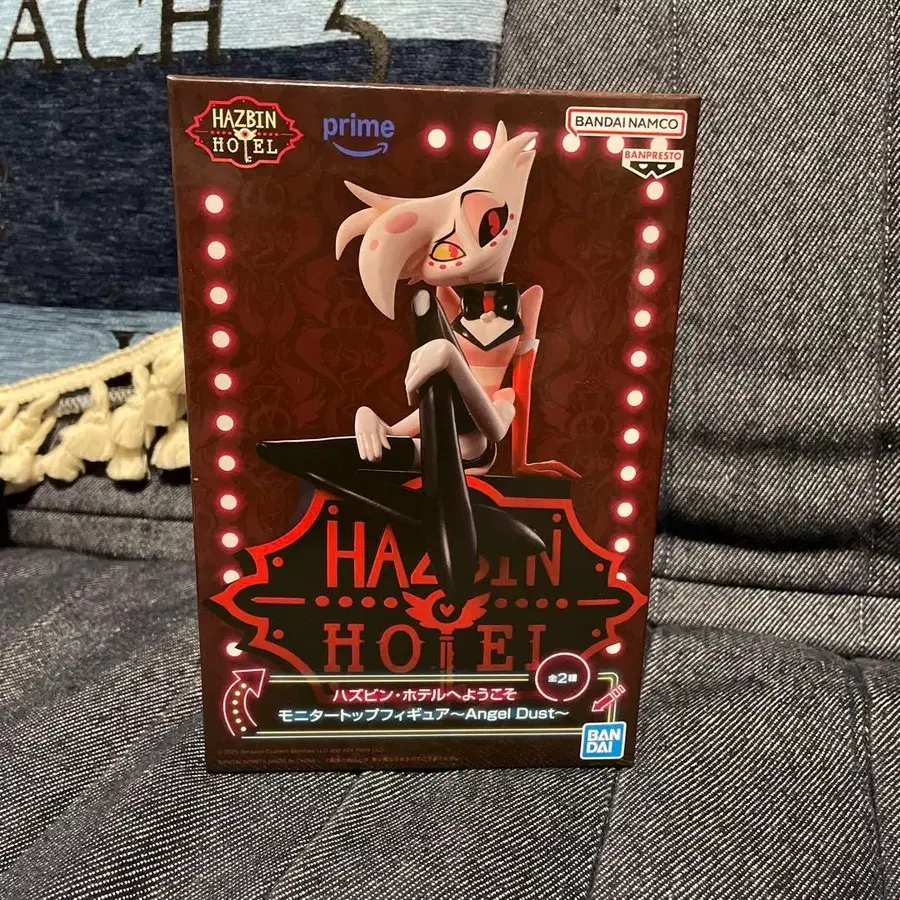 ACH
HAZBIN
HOTEL
prime
BANDAI NAMCO
BANPRESTO
HAZBIN
HOTEL
全2種
ハズビン・ホテルへようこそ
モニタートップフィギュア～Angel Dust～
BAN
DAI